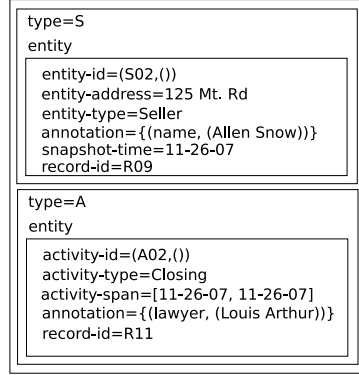 type=S
entity
entity-id=(S02,())
entity-address=125 Mt. Rd
entity-type=Seller
annotation={(name, (Allen Snow))}
snapshot-time=11-26-07
record-id=R09
type=A
entity
activity-id=(A02,())
activity-type=Closing
activity-span=[11-26-07, 11-26-07]
annotation={(lawyer, (Louis Arthur))}
record-id=R11